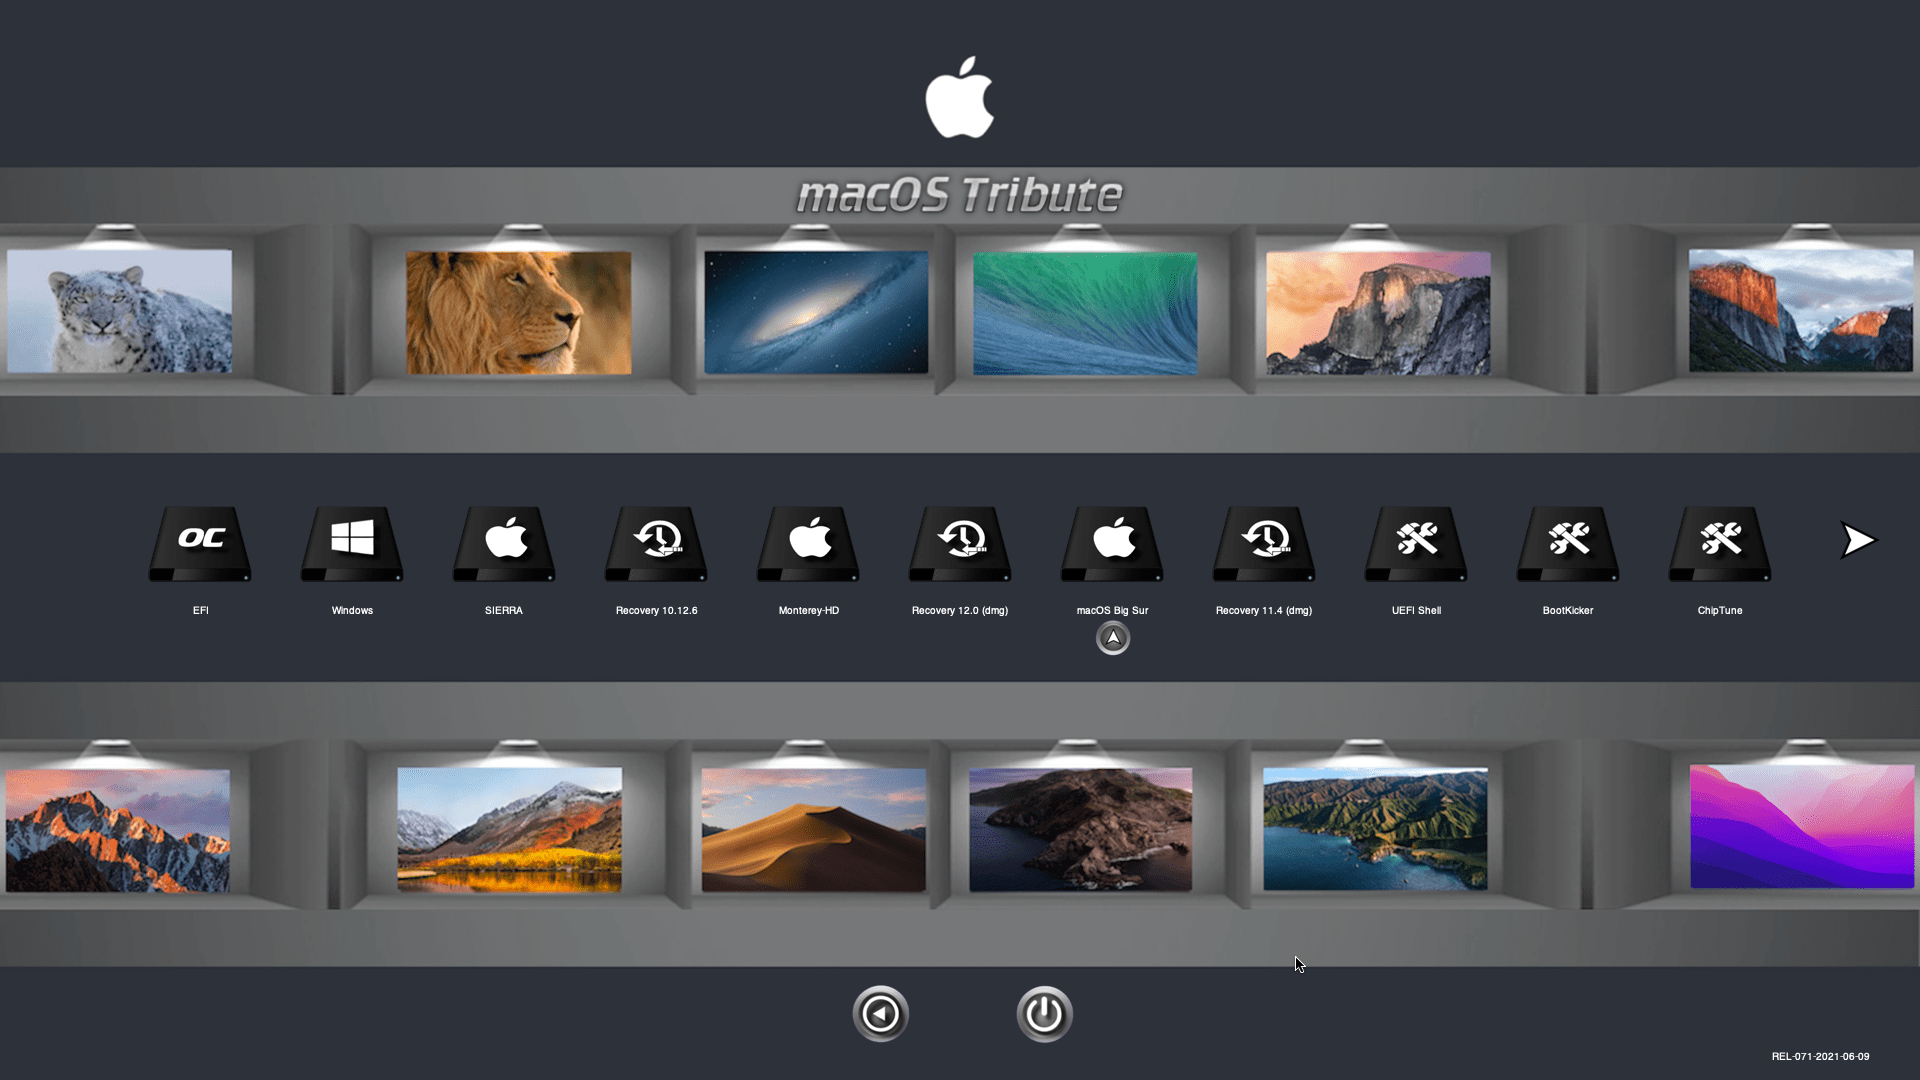 macOS Tribute
OC
EFI
Windows
SIERRA
Recovery 10.12.6
Monterey-HD
Recovery 12.0 (dmg)
macOS Big Sur
Recovery 11.4 (dmg)
UEFI Shell
BootKicker
ChipTune
REL-071-2021-06-09